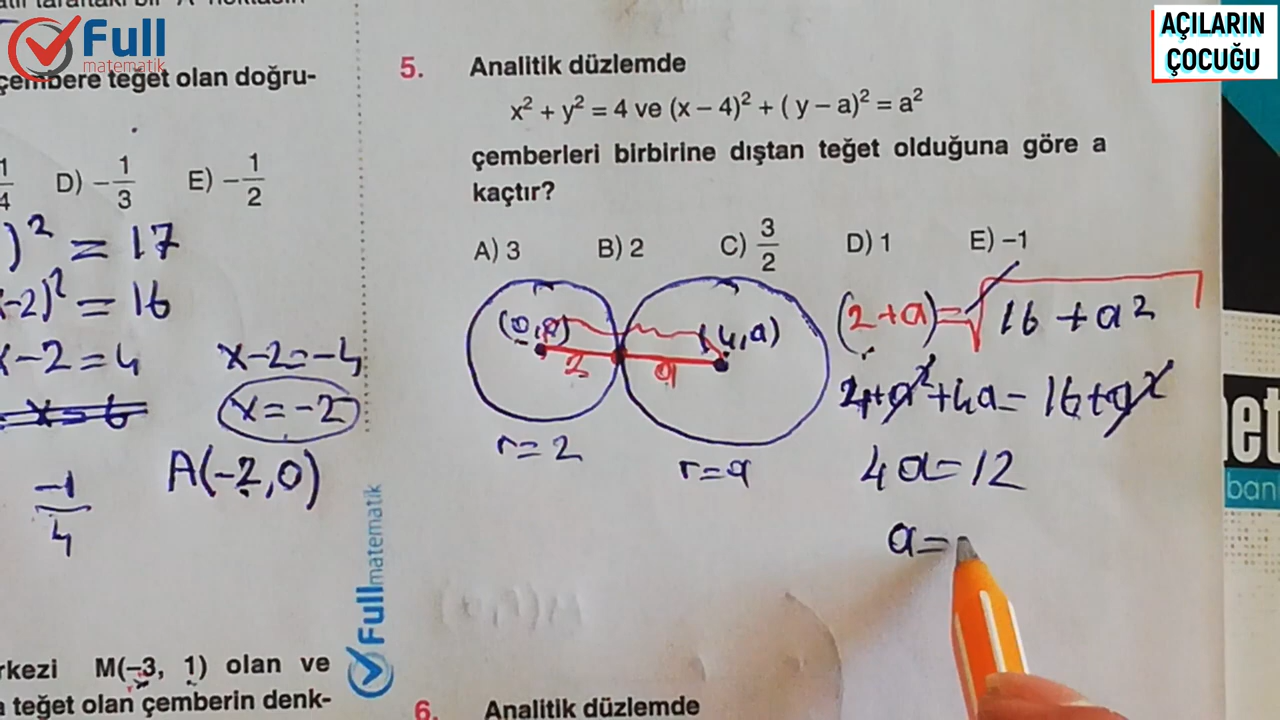 Full
matematik
AÇILARIN
ÇOCUĞU
çembere teğet olan doğru-
D) -1/3 E) -1/2
)² = 17
-2)² = 16
x-2=4 x-2=-4
x=6 x=-2
A(-2,0)
-1/4
rkezi M(-3, 1) olan ve
teğet olan çemberin denk-
Fullmatematik
5. Analitik düzlemde
x² + y² = 4 ve (x – 4)² + ( y – a)² = a²
çemberleri birbirine dıştan teğet olduğuna göre a
kaçtır?
A) 3 B) 2 C) 3/2 D) 1 E) –1
(4,a)
2 a
r=2 r=a
(2+a)=√16+a²
4+a²+4a=16+a²
4a=12
a=
6. Analitik düzlemde
net
ban